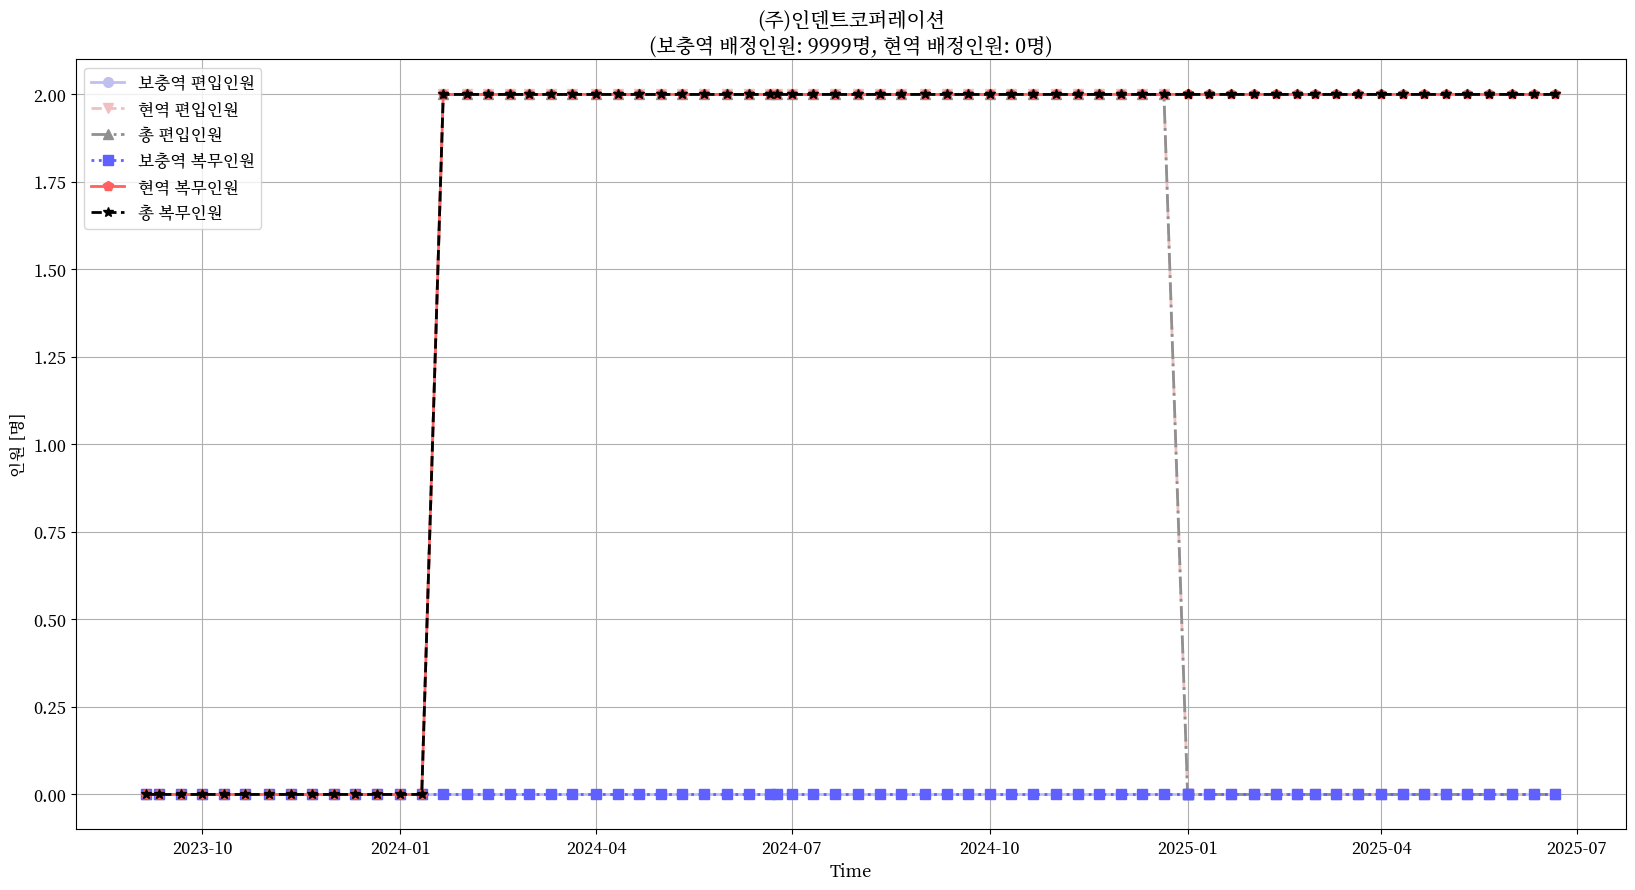 (주)인덴트코퍼레이션
(보충역 배정인원: 9999명, 현역 배정인원: 0명)
보충역 편입인원
현역 편입인원
총 편입인원
보충역 복무인원
현역 복무인원
총 복무인원
2.00
1.75
1.50
1.25
1.00
0.75
0.50
0.25
0.00
인원 [명]
2023-10
2024-01
2024-04
2024-07
2024-10
2025-01
2025-04
2025-07
Time